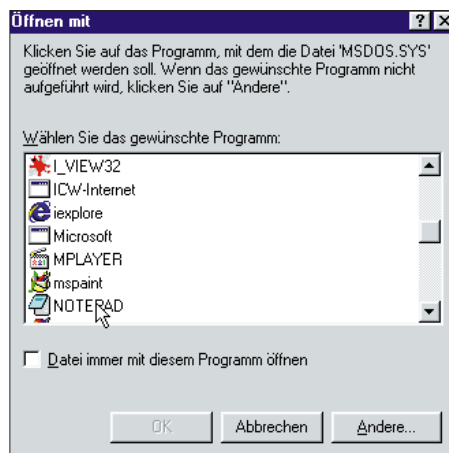 Öffnen mit
Klicken Sie auf das Programm, mit dem die Datei 'MSDOS.SYS'
geöffnet werden soll. Wenn das gewünschte Programm nicht
aufgeführt wird, klicken Sie auf "Andere".
Wählen Sie das gewünschte Programm:
I_VIEW32
ICW-Internet
iexplore
Microsoft
MPLAYER
mspaint
NOTEPAD
Datei immer mit diesem Programm öffnen
OK
Abbrechen
Andere...